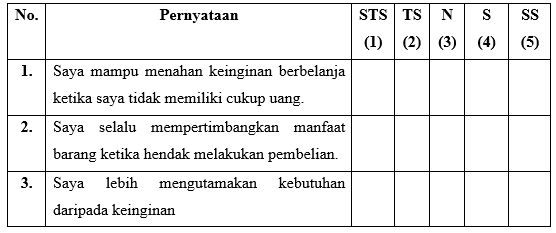 No. Pernyataan STS TS N S SS
(1) (2) (3) (4) (5)
1. Saya mampu menahan keinginan berbelanja
ketika saya tidak memiliki cukup uang.
2. Saya selalu mempertimbangkan manfaat
barang ketika hendak melakukan pembelian.
3. Saya lebih mengutamakan kebutuhan
daripada keinginan